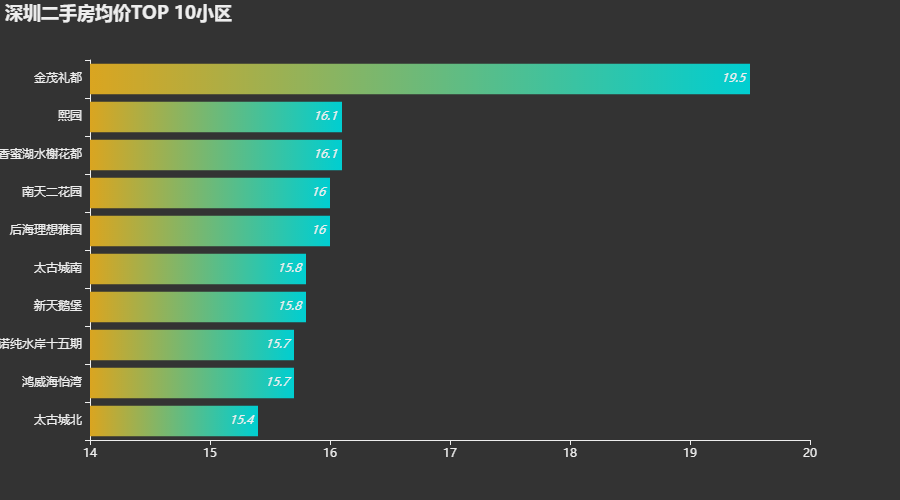 深圳二手房均价TOP 10小区
金茂礼都
19.5
熙园
16.1
香蜜湖水榭花都
16.1
南天二花园
16
后海理想雅园
16
太古城南
15.8
新天鹅堡
15.8
诺纯水岸十五期
15.7
鸿威海怡湾
15.7
太古城北
15.4
14 15 16 17 18 19 20